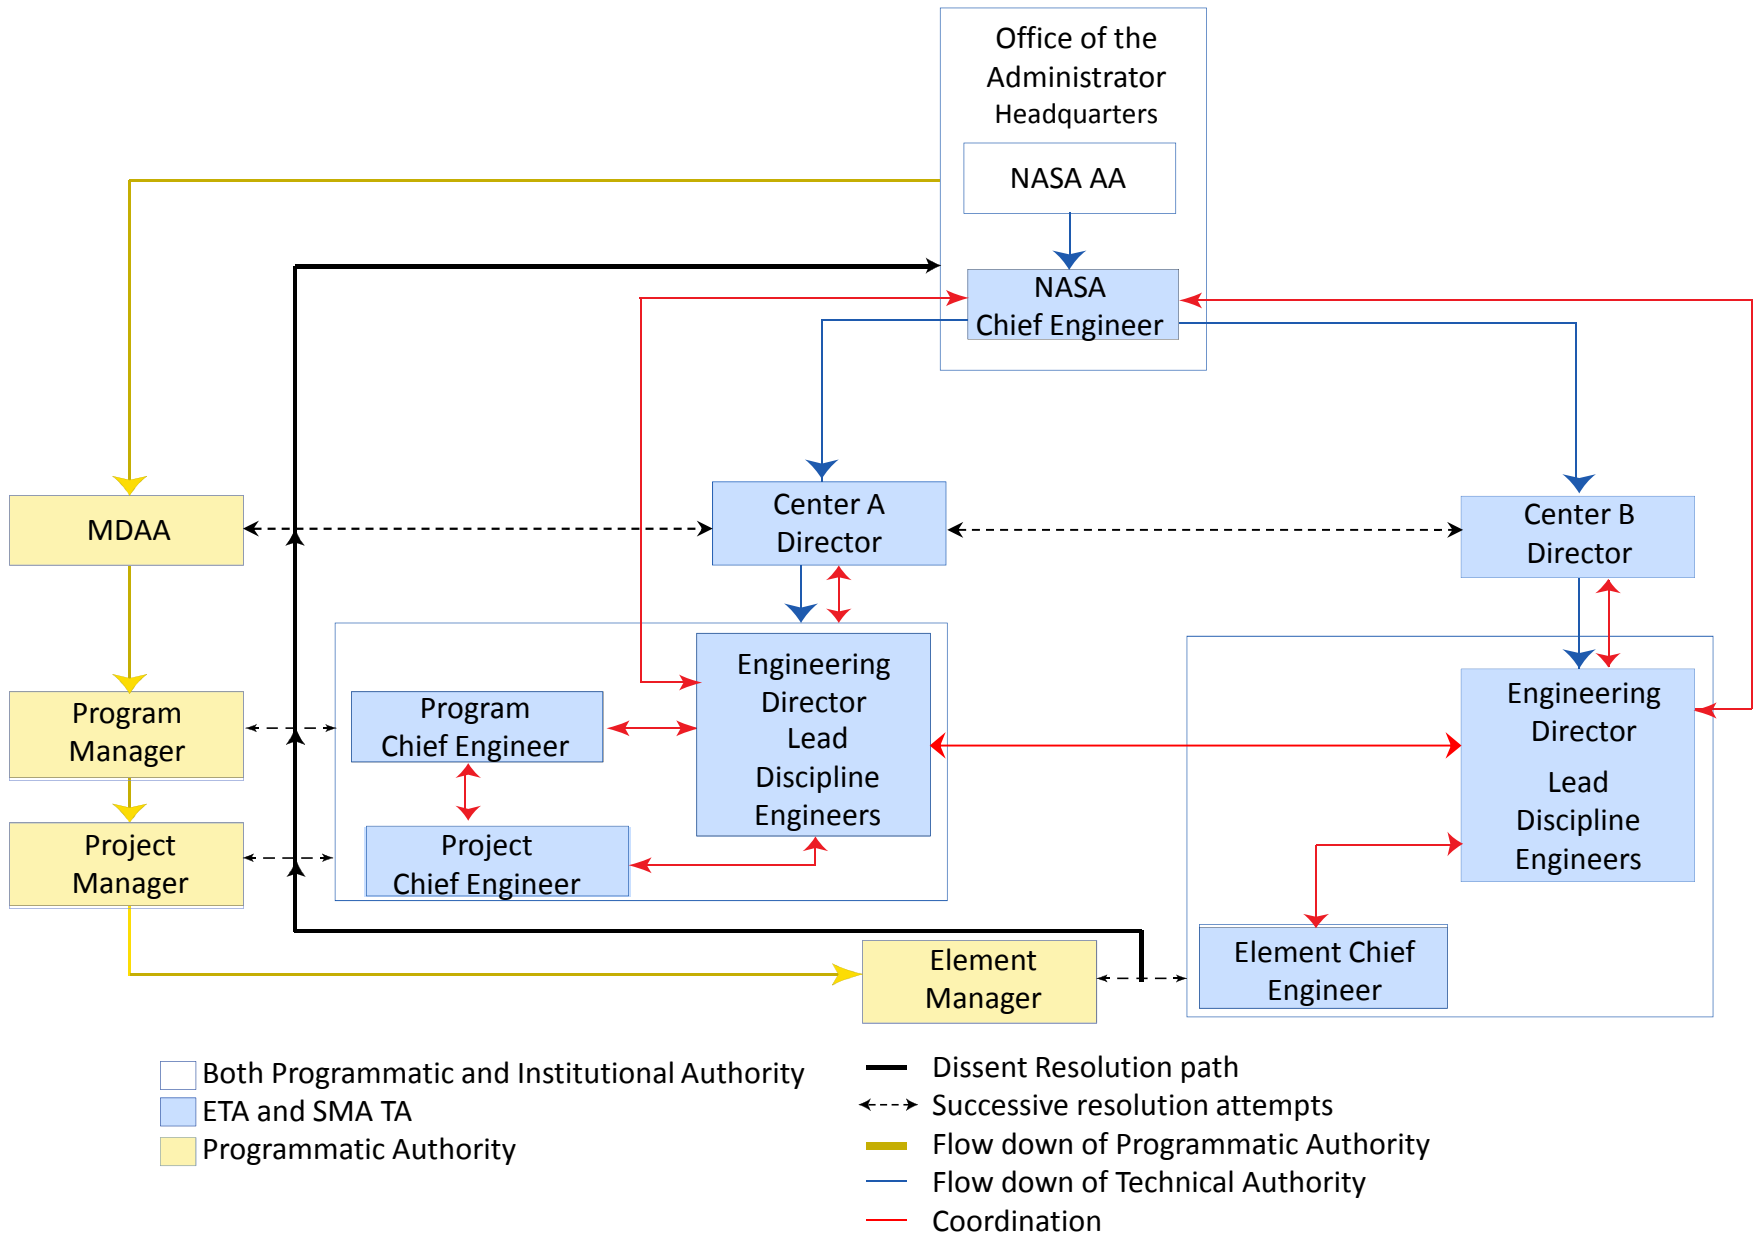 Office of the
Administrator
Headquarters
NASA AA
NASA
Chief Engineer
MDAA
Center A
Director
Center B
Director
Program
Manager
Program
Chief Engineer
Engineering
Director
Lead
Discipline
Engineers
Engineering
Director
Lead
Discipline
Engineers
Project
Manager
Project
Chief Engineer
Element
Manager
Element Chief
Engineer
Both Programmatic and Institutional Authority
ETA and SMA TA
Programmatic Authority
Dissent Resolution path
Successive resolution attempts
Flow down of Programmatic Authority
Flow down of Technical Authority
Coordination